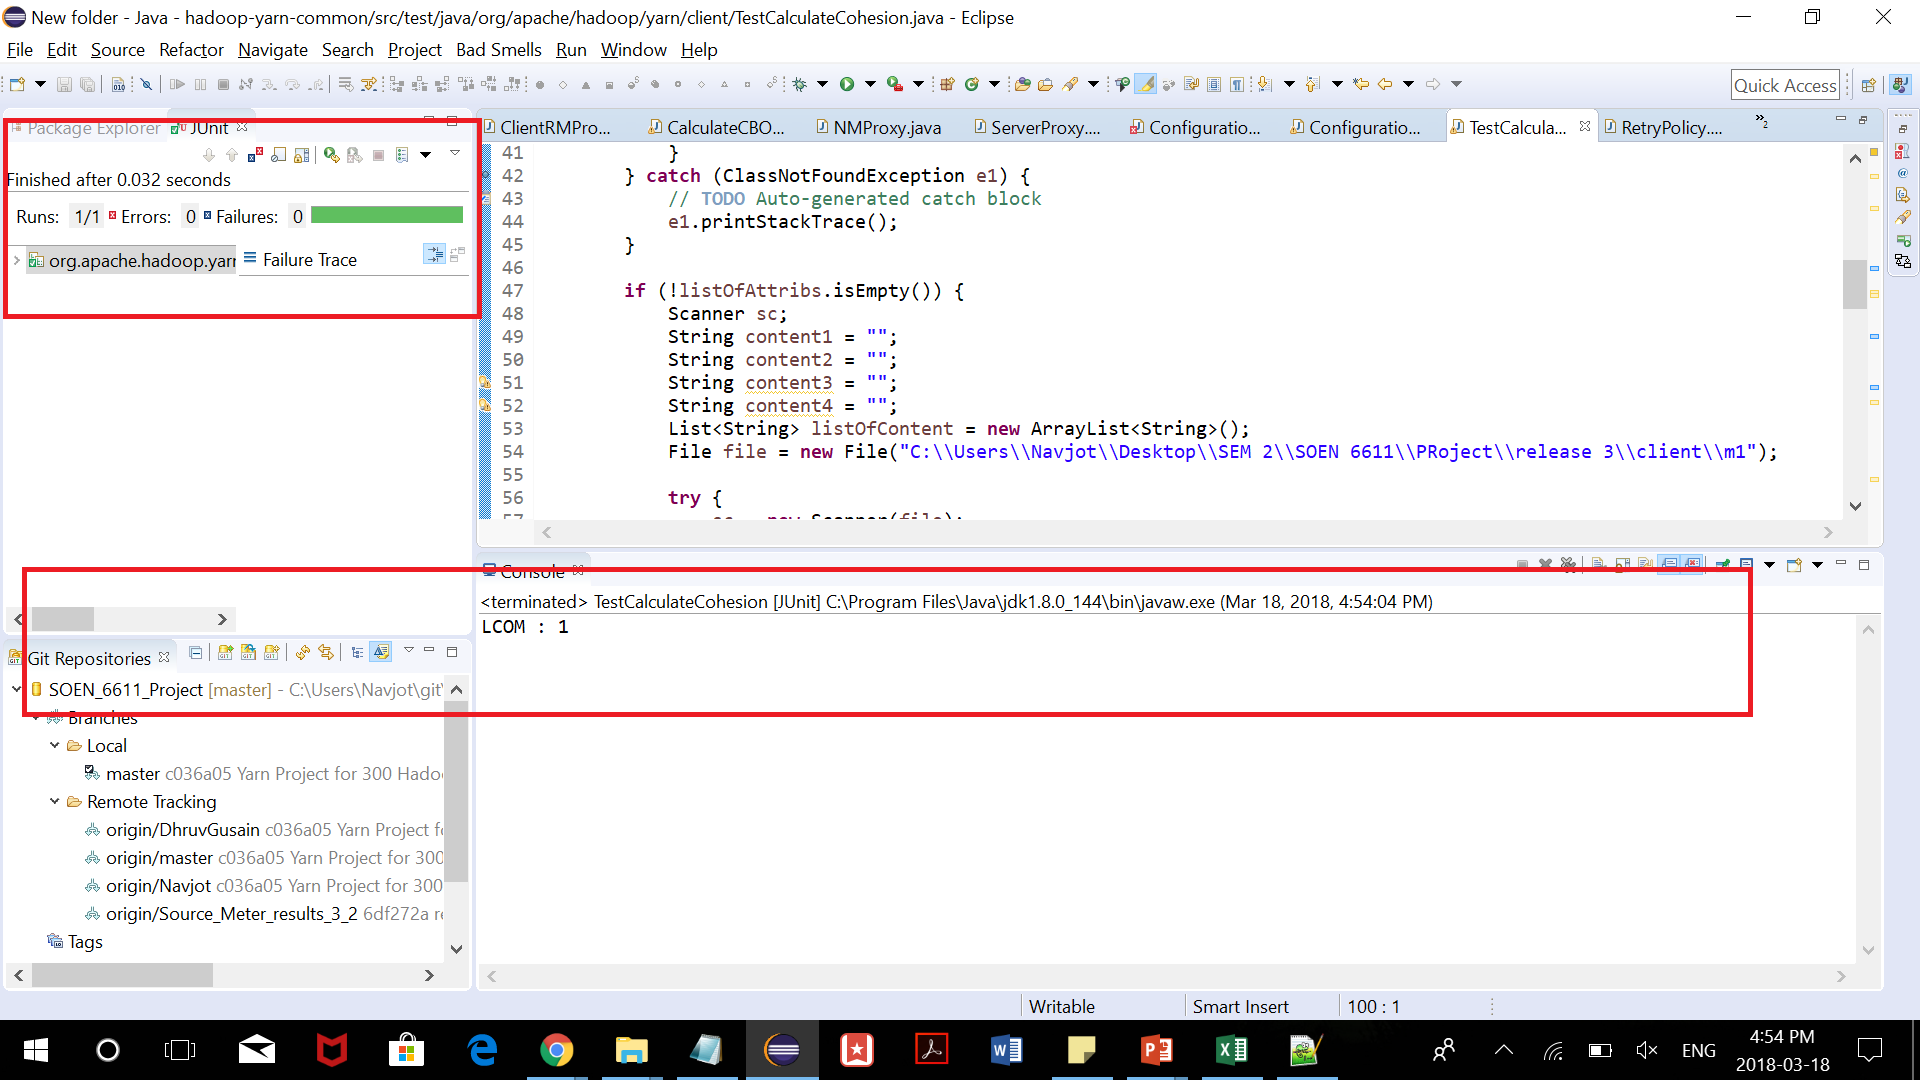 New folder - Java - hadoop-yarn-common/src/test/java/org/apache/hadoop/yarn/client/TestCalculateCohesion.java - Eclipse
File Edit Source Refactor Navigate Search Project Bad Smells Run Window Help
Quick Access
Package Explorer JUnit
Finished after 0.032 seconds
Runs: 1/1 Errors: 0 Failures: 0
org.apache.hadoop.yarn
Failure Trace
ClientRMPro... CalculateCBO... NMProxy.java ServerProxy.... Configuratio... Configuratio... TestCalcula... RetryPolicy.... »2
41 }
42 } catch (ClassNotFoundException e1) {
43 // TODO Auto-generated catch block
44 e1.printStackTrace();
45 }
46
47 if (!listOfAttribs.isEmpty()) {
48 Scanner sc;
49 String content1 = "";
50 String content2 = "";
51 String content3 = "";
52 String content4 = "";
53 List<String> listOfContent = new ArrayList<String>();
54 File file = new File("C:\\Users\\Navjot\\Desktop\\SEM 2\\SOEN 6611\\PRoject\\release 3\\client\\m1");
55
56 try {
57 sc = new Scanner(file);
Console
<terminated> TestCalculateCohesion [JUnit] C:\Program Files\Java\jdk1.8.0_144\bin\javaw.exe (Mar 18, 2018, 4:54:04 PM)
LCOM : 1
Git Repositories
SOEN_6611_Project [master] - C:\Users\Navjot\git\
Branches
Local
master c036a05 Yarn Project for 300 Hado
Remote Tracking
origin/DhruvGusain c036a05 Yarn Project f
origin/master c036a05 Yarn Project for 300
origin/Navjot c036a05 Yarn Project for 300
origin/Source_Meter_results_3_2 6df272a re
Tags
Writable Smart Insert 100 : 1
ENG
4:54 PM
2018-03-18